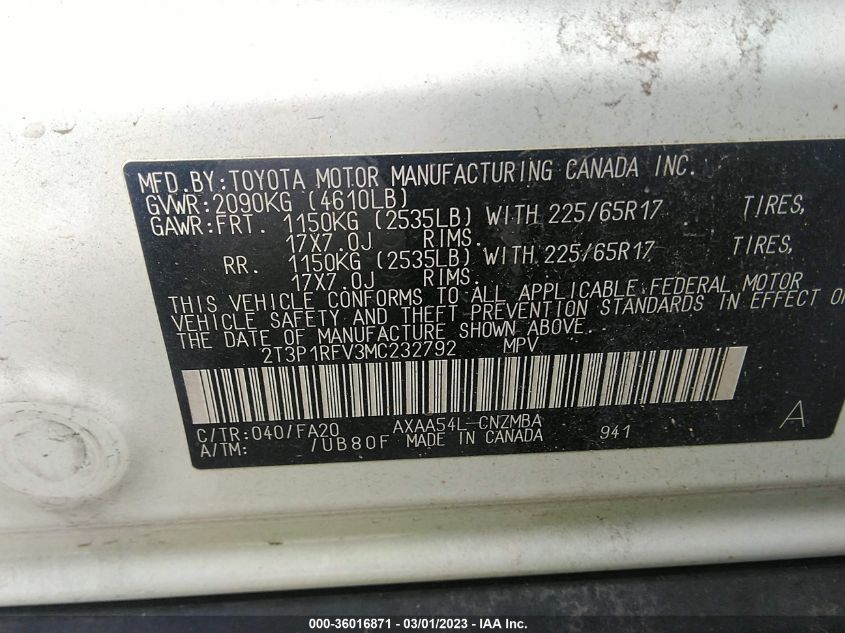 MFD.BY:TOYOTA MOTOR MANUFACTURING CANADA INC.
GVWR:2090KG (4610LB)
GAWR:FRT. 1150KG (2535LB) WITH 225/65R17 TIRES,
17X7.0J RIMS.
RR. 1150KG (2535LB) WITH 225/65R17 TIRES,
17X7.0J RIMS.
THIS VEHICLE CONFORMS TO ALL APPLICABLE FEDERAL MOTOR
VEHICLE SAFETY AND THEFT PREVENTION STANDARDS IN EFFECT
THE DATE OF MANUFACTURE SHOWN ABOVE.
2T3P1RFV3MC232792 MPV
C/TR:040/FA20 AXAA54L-CNZMBA A
A/TM: /UB80F MADE IN CANADA 941
000-36016871 - 03/01/2023 - IAA Inc.